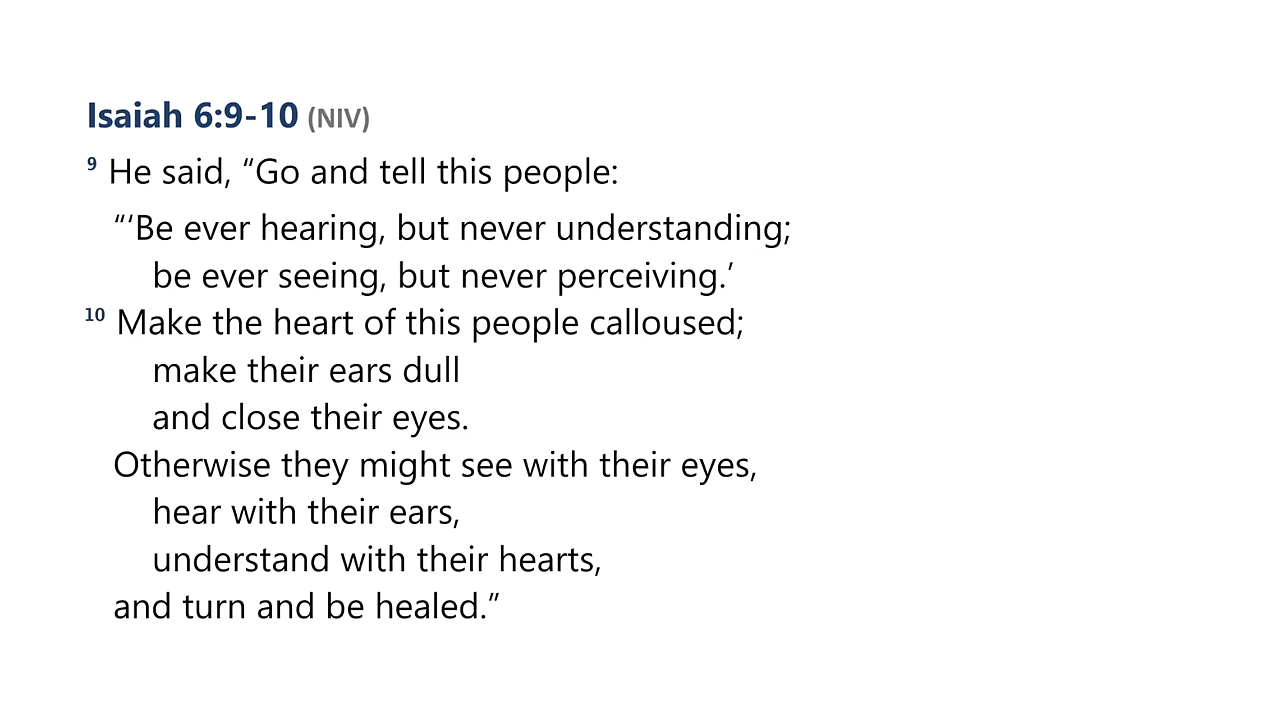 Isaiah 6:9-10 (NIV)
9 He said, “Go and tell this people:
“‘Be ever hearing, but never understanding;
be ever seeing, but never perceiving.’
10 Make the heart of this people calloused;
make their ears dull
and close their eyes.
Otherwise they might see with their eyes,
hear with their ears,
understand with their hearts,
and turn and be healed.”